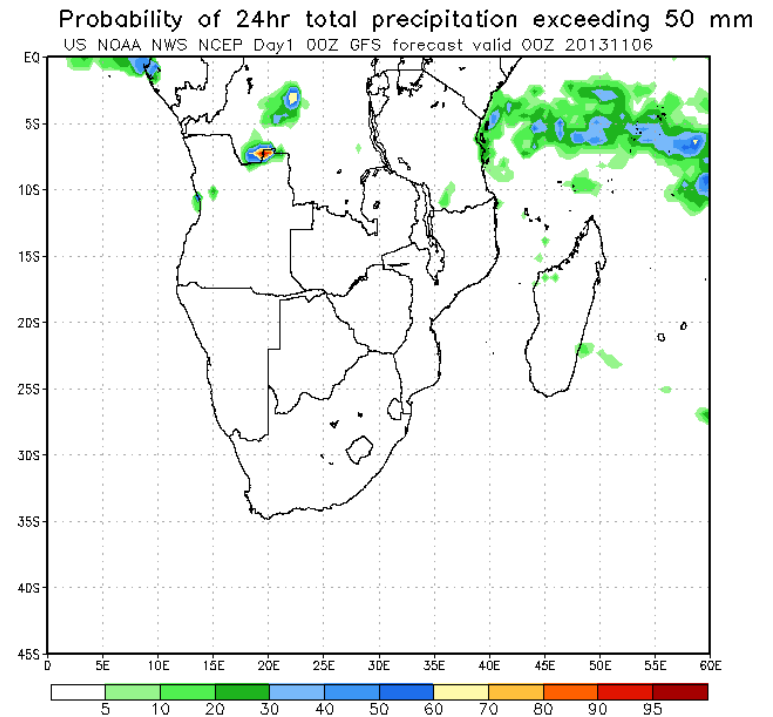 Probability of 24hr total precipitation exceeding 50 mm
US NOAA NWS NCEP Day1 00Z GFS forecast valid 00Z 20131106
EQ
5S
10S
15S
20S
25S
30S
35S
40S
45S
0 5E 10E 15E 20E 25E 30E 35E 40E 45E 50E 55E 60E
5 10 20 30 40 50 60 70 80 90 95